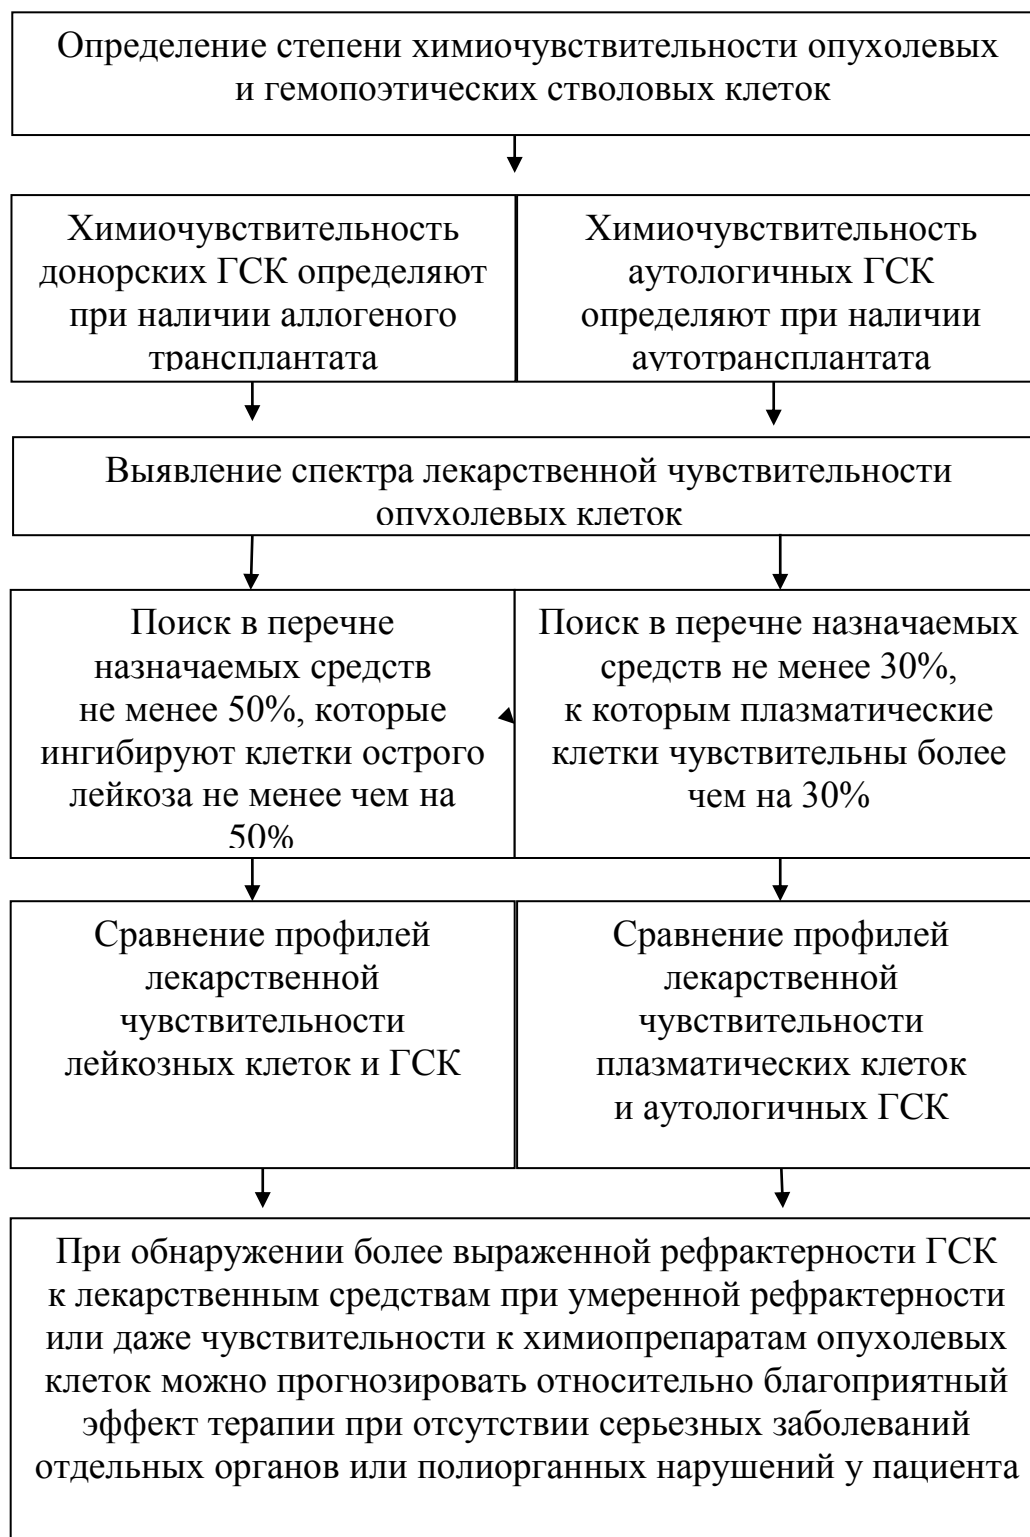 Определение степени химиочувствительности опухолевых
и гемопоэтических стволовых клеток
Химиочувствительность
донорских ГСК определяют
при наличии аллогеного
трансплантата
Химиочувствительность
аутологичных ГСК
определяют при наличии
аутотрансплантата
Выявление спектра лекарственной чувствительности
опухолевых клеток
Поиск в перечне
назначаемых средств
не менее 50%, которые
ингибируют клетки острого
лейкоза не менее чем на
50%
Поиск в перечне назначаемых
средств не менее 30%,
к которым плазматические
клетки чувствительны более
чем на 30%
Сравнение профилей
лекарственной
чувствительности
лейкозных клеток и ГСК
Сравнение профилей
лекарственной
чувствительности
плазматических клеток
и аутологичных ГСК
При обнаружении более выраженной рефрактерности ГСК
к лекарственным средствам при умеренной рефрактерности
или даже чувствительности к химиопрепаратам опухолевых
клеток можно прогнозировать относительно благоприятный
эффект терапии при отсутствии серьезных заболеваний
отдельных органов или полиорганных нарушений у пациента